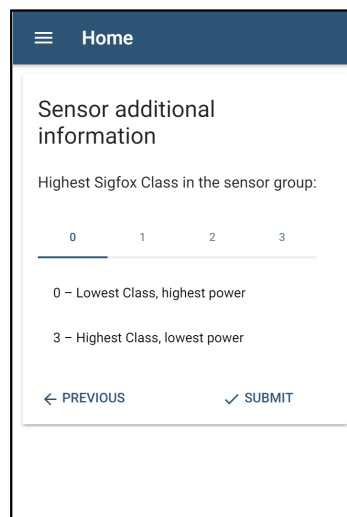 Home
Sensor additional
information
Highest Sigfox Class in the sensor group:
0 1 2 3
0 – Lowest Class, highest power
3 – Highest Class, lowest power
PREVIOUS SUBMIT